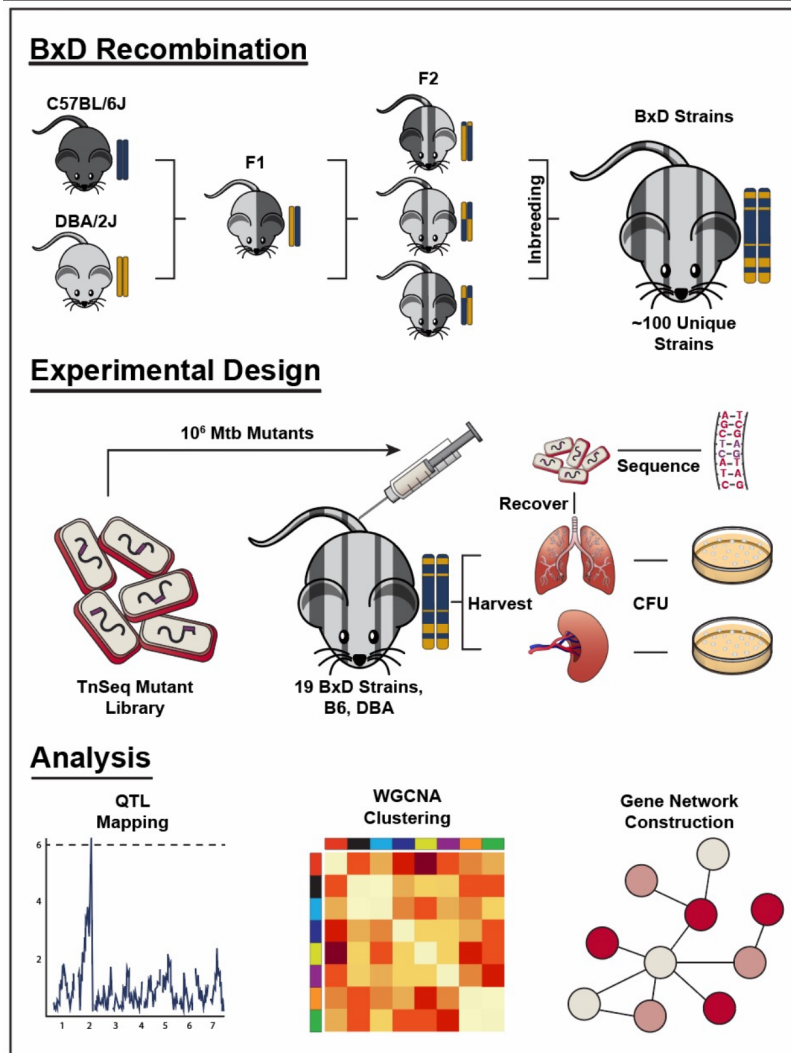 BxD Recombination
C57BL/6J
DBA/2J
F1
F2
Inbreeding
BxD Strains
~100 Unique
Strains
Experimental Design
10⁶ Mtb Mutants
TnSeq Mutant
Library
19 BxD Strains,
B6, DBA
Harvest
Recover
Sequence
A-T
G-C
C-G
T-A
C-G
A-T
T-A
C-G
CFU
Analysis
QTL
Mapping
6
4
2
1 2 3 4 5 6 7
WGCNA
Clustering
Gene Network
Construction